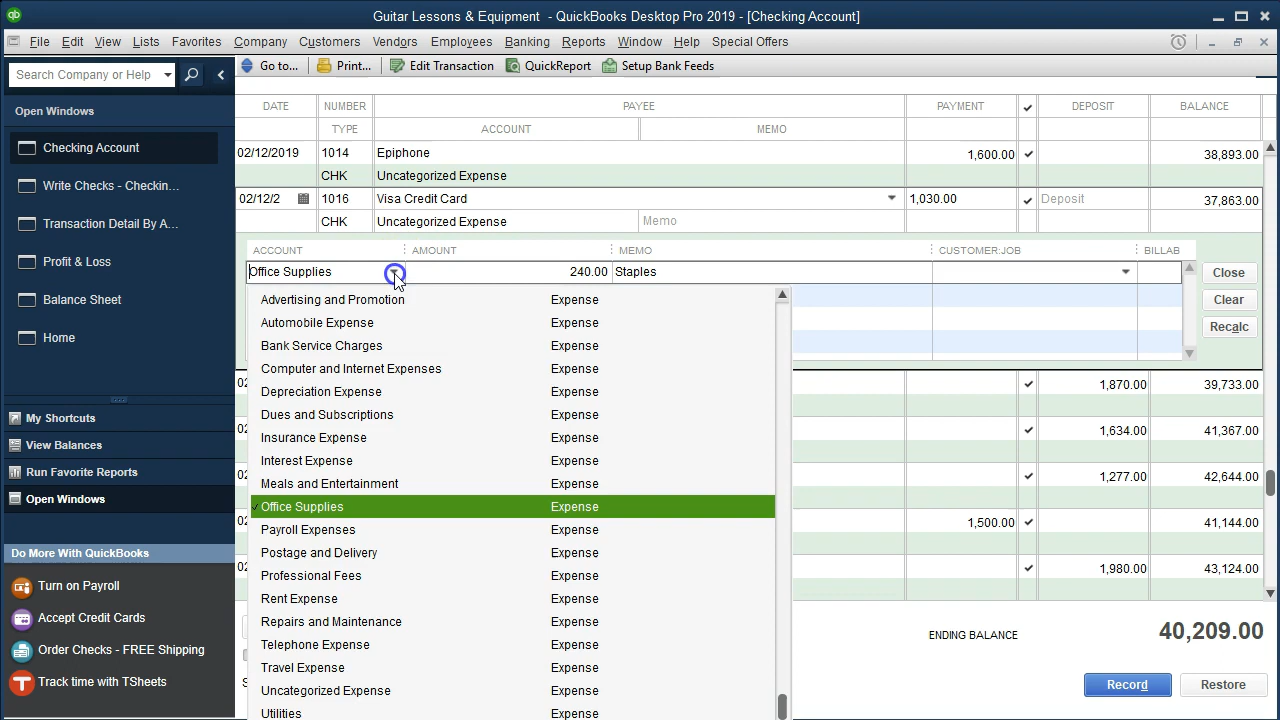 Guitar Lessons & Equipment - QuickBooks Desktop Pro 2019 - [Checking Account]
File Edit View Lists Favorites Company Customers Vendors Employees Banking Reports Window Help Special Offers
Search Company or Help
Go to... Print... Edit Transaction QuickReport Setup Bank Feeds
Open Windows
Checking Account
Write Checks - Checkin...
Transaction Detail By A...
Profit & Loss
Balance Sheet
Home
My Shortcuts
View Balances
Run Favorite Reports
Open Windows
Do More With QuickBooks
Turn on Payroll
Accept Credit Cards
Order Checks - FREE Shipping
Track time with TSheets
DATE NUMBER PAYEE PAYMENT DEPOSIT BALANCE
TYPE ACCOUNT MEMO
02/12/2019 1014 Epiphone 1,600.00 38,893.00
CHK Uncategorized Expense
02/12/2 1016 Visa Credit Card 1,030.00 Deposit 37,863.00
CHK Uncategorized Expense Memo
ACCOUNT AMOUNT MEMO CUSTOMER:JOB BILLAB
Office Supplies 240.00 Staples
Close
Clear
Recalc
Advertising and Promotion Expense
Automobile Expense Expense
Bank Service Charges Expense
Computer and Internet Expenses Expense
Depreciation Expense Expense
Dues and Subscriptions Expense
Insurance Expense Expense
Interest Expense Expense
Meals and Entertainment Expense
Office Supplies Expense
Payroll Expenses Expense
Postage and Delivery Expense
Professional Fees Expense
Rent Expense Expense
Repairs and Maintenance Expense
Telephone Expense Expense
Travel Expense Expense
Uncategorized Expense Expense
Utilities Expense
1,870.00 39,733.00
1,634.00 41,367.00
1,277.00 42,644.00
1,500.00 41,144.00
1,980.00 43,124.00
ENDING BALANCE 40,209.00
Record Restore